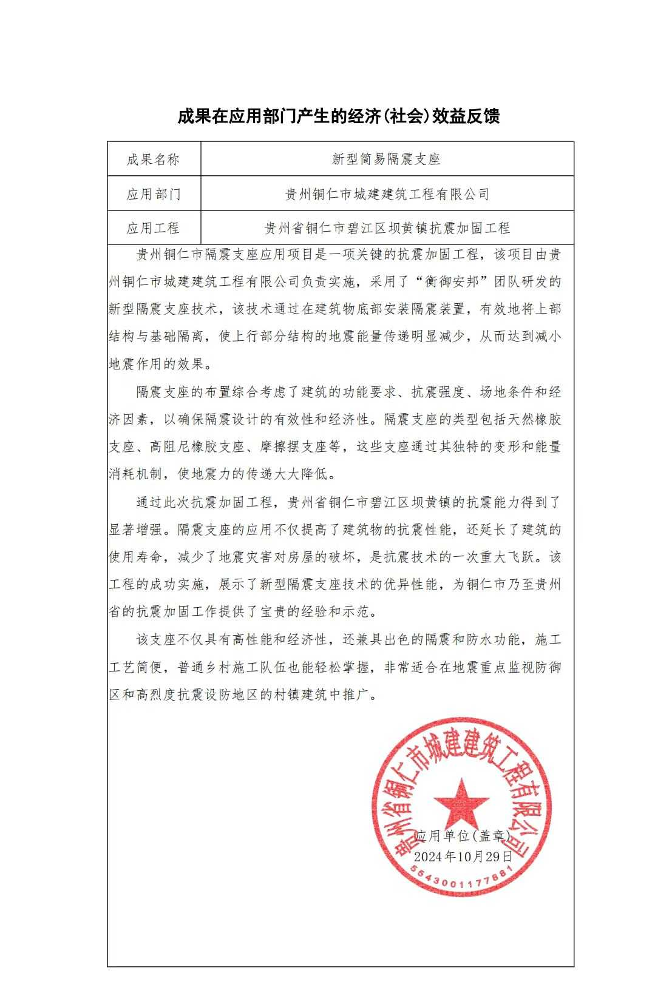 成果在应用部门产生的经济(社会)效益反馈
成果名称
新型简易隔震支座
应用部门
贵州铜仁市城建建筑工程有限公司
应用工程
贵州省铜仁市碧江区坝黄镇抗震加固工程
贵州铜仁市隔震支座应用项目是一项关键的抗震加固工程，该项目由贵
州铜仁市城建建筑工程有限公司负责实施，采用了“衡御安邦”团队研发的
新型隔震支座技术，该技术通过在建筑物底部安装隔震装置，有效地将上部
结构与基础隔离，使上行部分结构的地震能量传递明显减少，从而达到减小
地震作用的效果。
隔震支座的布置综合考虑了建筑的功能要求、抗震强度、场地条件和经
济因素，以确保隔震设计的有效性和经济性。隔震支座的类型包括天然橡胶
支座、高阻尼橡胶支座、摩擦摆支座等，这些支座通过其独特的变形和能量
消耗机制，使地震力的传递大大降低。
通过此次抗震加固工程，贵州省铜仁市碧江区坝黄镇的抗震能力得到了
显著增强。隔震支座的应用不仅提高了建筑物的抗震性能，还延长了建筑的
使用寿命，减少了地震灾害对房屋的破坏，是抗震技术的一次重大飞跃。该
工程的成功实施，展示了新型隔震支座技术的优异性能，为铜仁市乃至贵州
省的抗震加固工作提供了宝贵的经验和示范。
该支座不仅具有高性能和经济性，还兼具出色的隔震和防水功能，施工
工艺简便，普通乡村施工队伍也能轻松掌握，非常适合在地震重点监视防御
区和高烈度抗震设防地区的村镇建筑中推广。
贵州省铜仁市城建建筑工程有限公司
应用单位(盖章)
2024年10月29日
5543001177881